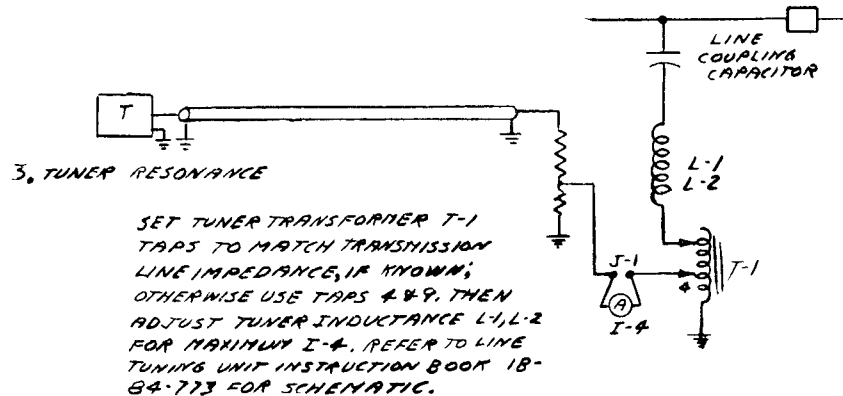 LINE
COUPLING
CAPACITOR
T
3. TUNER RESONANCE
L-1
L-2
SET TUNER TRANSFORMER T-1
TAPS TO MATCH TRANSMISSION
LINE IMPEDANCE, IF KNOWN;
OTHERWISE USE TAPS 4 & 9. THEN
ADJUST TUNER INDUCTANCE L-1, L-2
FOR MAXIMUM I-4. REFER TO LINE
TUNING UNIT INSTRUCTION BOOK 18-
84-773 FOR SCHEMATIC.
J-1
T-1
4
A
I-4